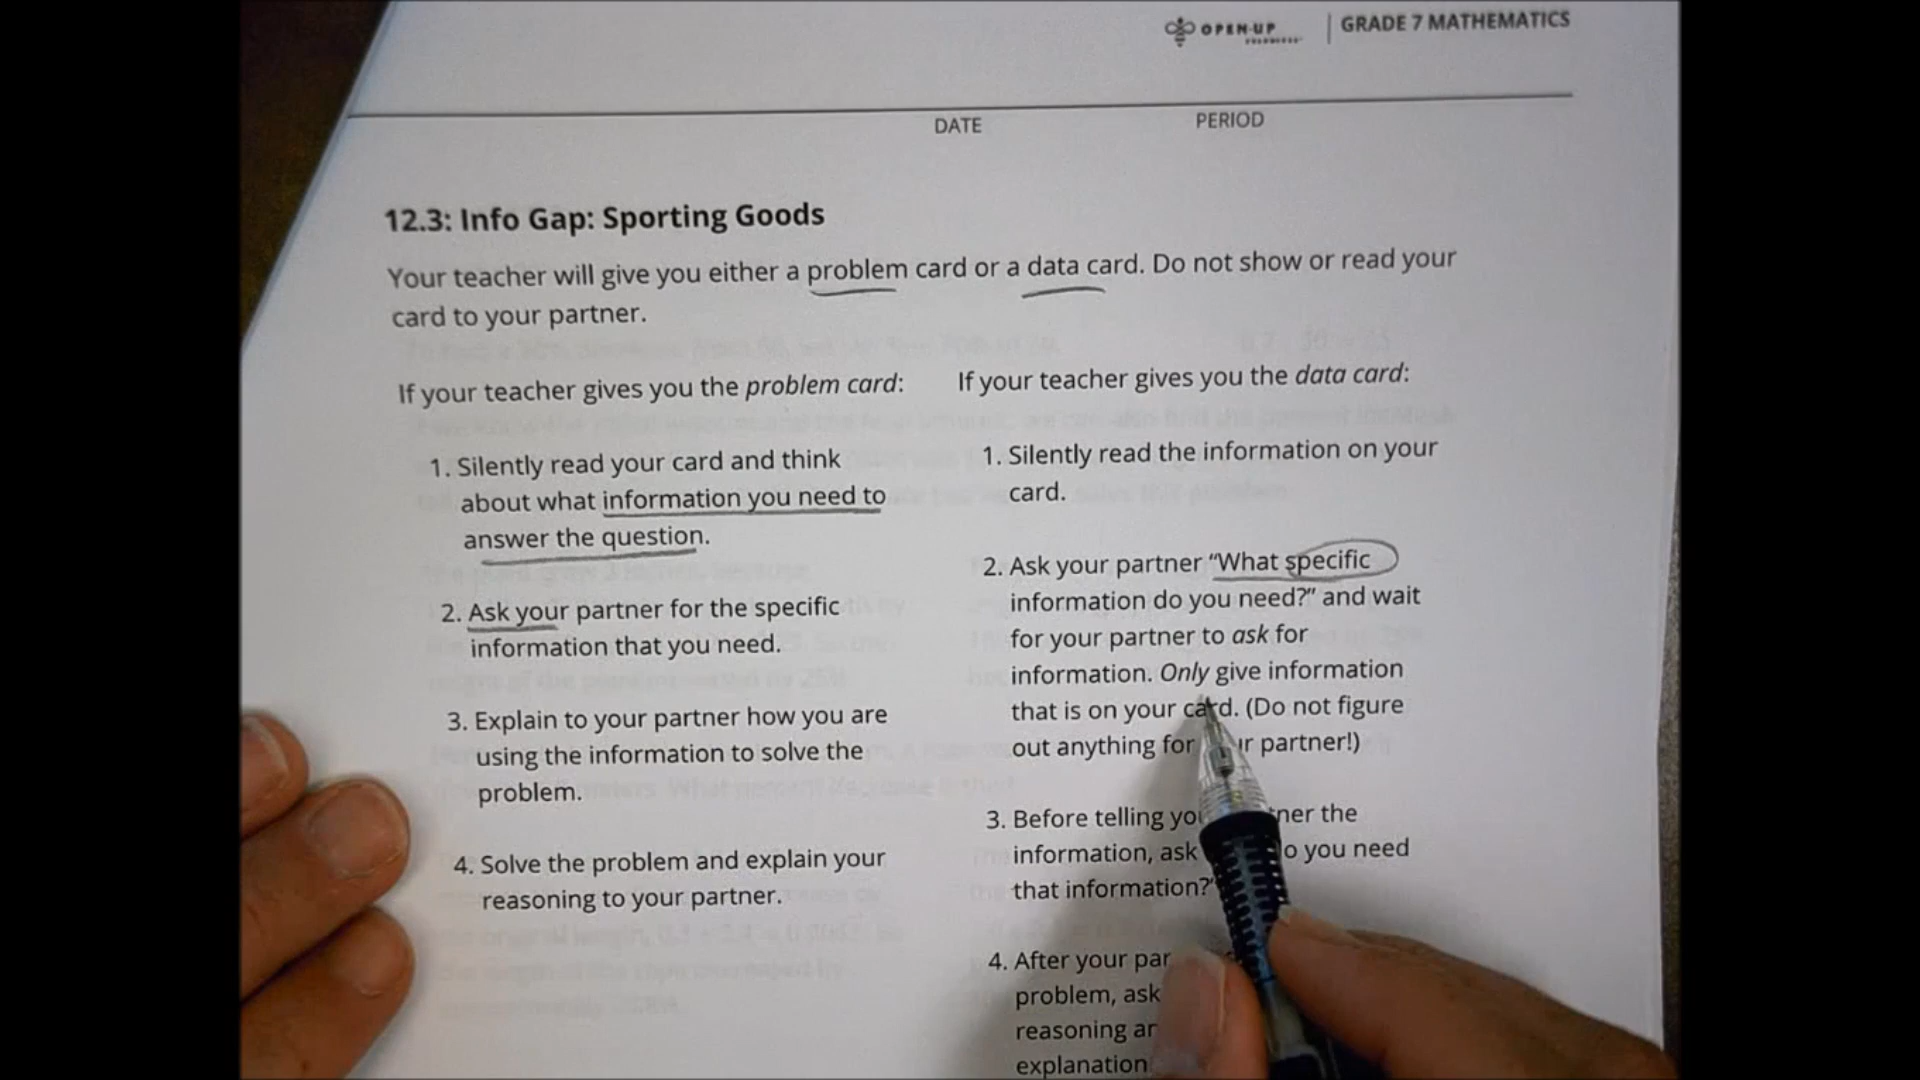 OPEN-UP
GRADE 7 MATHEMATICS
DATE
PERIOD
12.3: Info Gap: Sporting Goods
Your teacher will give you either a problem card or a data card. Do not show or read your
card to your partner.
If your teacher gives you the problem card:
1. Silently read your card and think
about what information you need to
answer the question.
2. Ask your partner for the specific
information that you need.
3. Explain to your partner how you are
using the information to solve the
problem.
4. Solve the problem and explain your
reasoning to your partner.
If your teacher gives you the data card:
1. Silently read the information on your
card.
2. Ask your partner “What specific
information do you need?” and wait
for your partner to ask for
information. Only give information
that is on your card. (Do not figure
out anything for partner!)
3. Before telling the
information, ask you need
that information?”
4. After your
problem, ask
reasoning
explanation